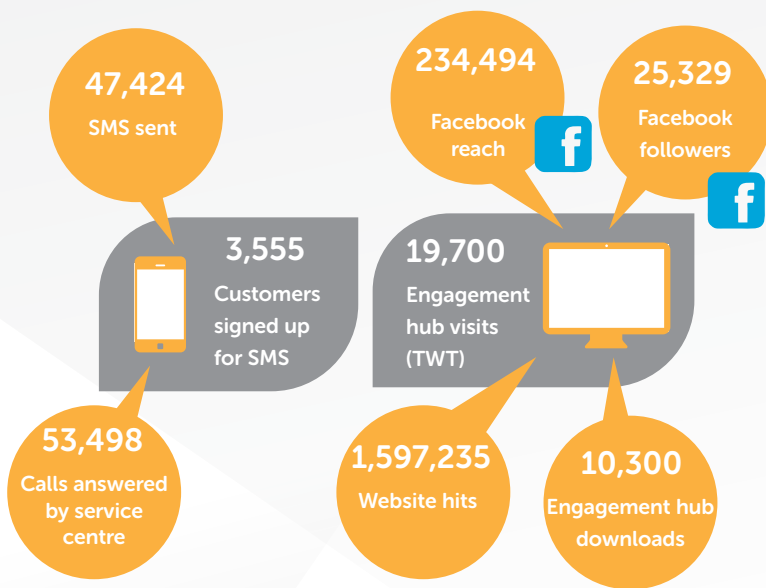 47,424
SMS sent
234,494
Facebook
reach
f
25,329
Facebook
followers
f
3,555
Customers
signed up
for SMS
19,700
Engagement
hub visits
(TWT)
53,498
Calls answered
by service
centre
1,597,235
Website hits
10,300
Engagement hub
downloads